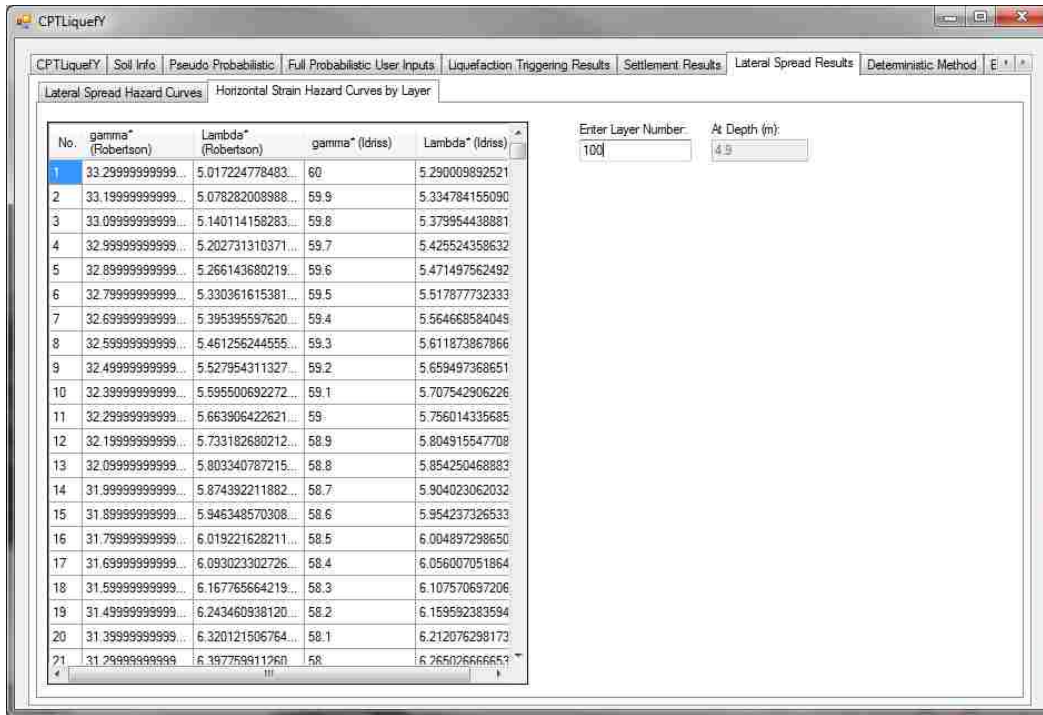 CPTLiquefY
CPTLiquefY Soil Info Pseudo Probabilistic Full Probabilistic User Inputs Liquefaction Triggering Results Settlement Results Lateral Spread Results Deterministic Method E
Lateral Spread Hazard Curves Horizontal Strain Hazard Curves by Layer
Enter Layer Number: At Depth (m):
100 4.9
No. gamma* (Robertson) Lambda* (Robertson) gamma* (Idriss) Lambda* (Idriss)
1 33.29999999999... 5.017224778483... 60 5.290009892521
2 33.19999999999... 5.078282008988... 59.9 5.334784155090
3 33.09999999999... 5.140114158283... 59.8 5.379954438881
4 32.99999999999... 5.202731310371... 59.7 5.425524358632
5 32.89999999999... 5.266143680219... 59.6 5.471497562492
6 32.79999999999... 5.330361615381... 59.5 5.517877732333
7 32.69999999999... 5.395395597620... 59.4 5.564668584049
8 32.59999999999... 5.461256244555... 59.3 5.611873867866
9 32.49999999999... 5.527954311327... 59.2 5.659497368651
10 32.39999999999... 5.595500692272... 59.1 5.707542906226
11 32.29999999999... 5.663906422621... 59 5.756014335685
12 32.19999999999... 5.733182680212... 58.9 5.804915547708
13 32.09999999999... 5.803340787215... 58.8 5.854250468883
14 31.99999999999... 5.874392211882... 58.7 5.904023062032
15 31.89999999999... 5.946348570308... 58.6 5.954237326533
16 31.79999999999... 6.019221628211... 58.5 6.004897298650
17 31.69999999999... 6.093023302726... 58.4 6.056007051864
18 31.59999999999... 6.167765664219... 58.3 6.107570697206
19 31.49999999999... 6.243460938120... 58.2 6.159592383594
20 31.39999999999... 6.320121506764... 58.1 6.212076298173
21 31.29999999999... 6.397759911260... 58 6.265026666653